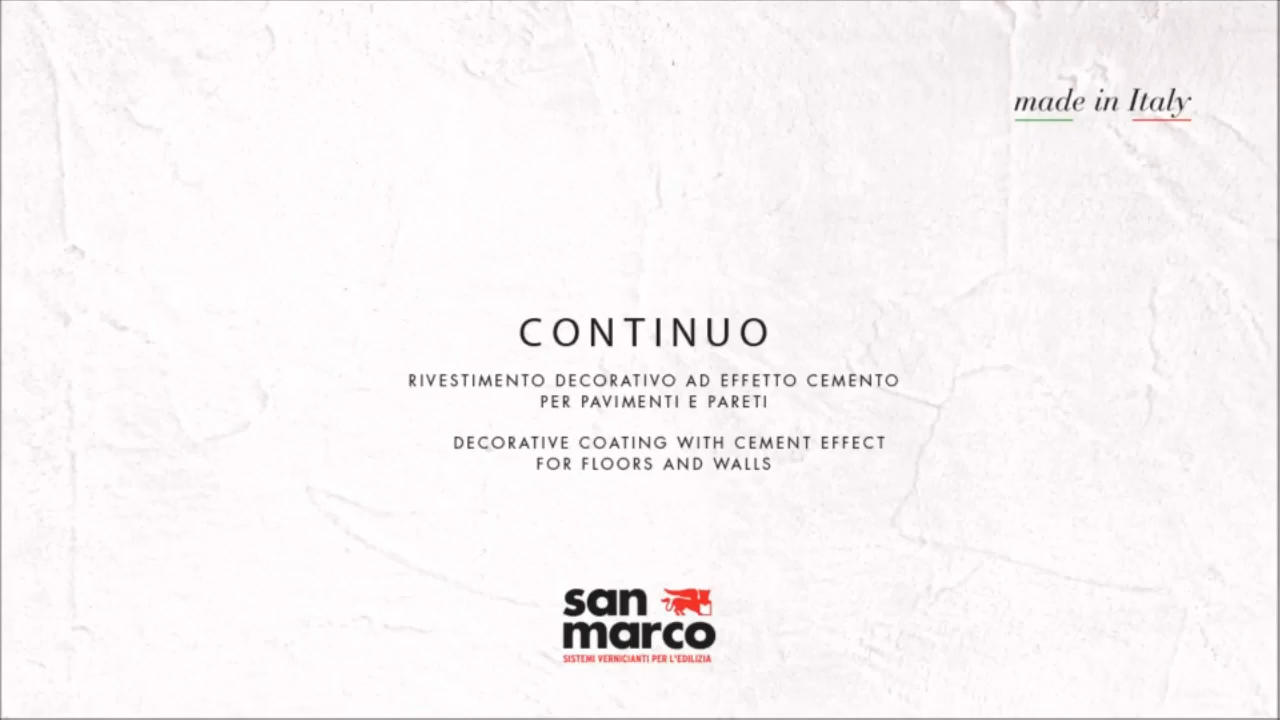 made in Italy
CONTINUO
RIVESTIMENTO DECORATIVO AD EFFETTO CEMENTO
PER PAVIMENTI E PARETI
DECORATIVE COATING WITH CEMENT EFFECT
FOR FLOORS AND WALLS
san
marco
SISTEMI VERNICIANTI PER L'EDILIZIA